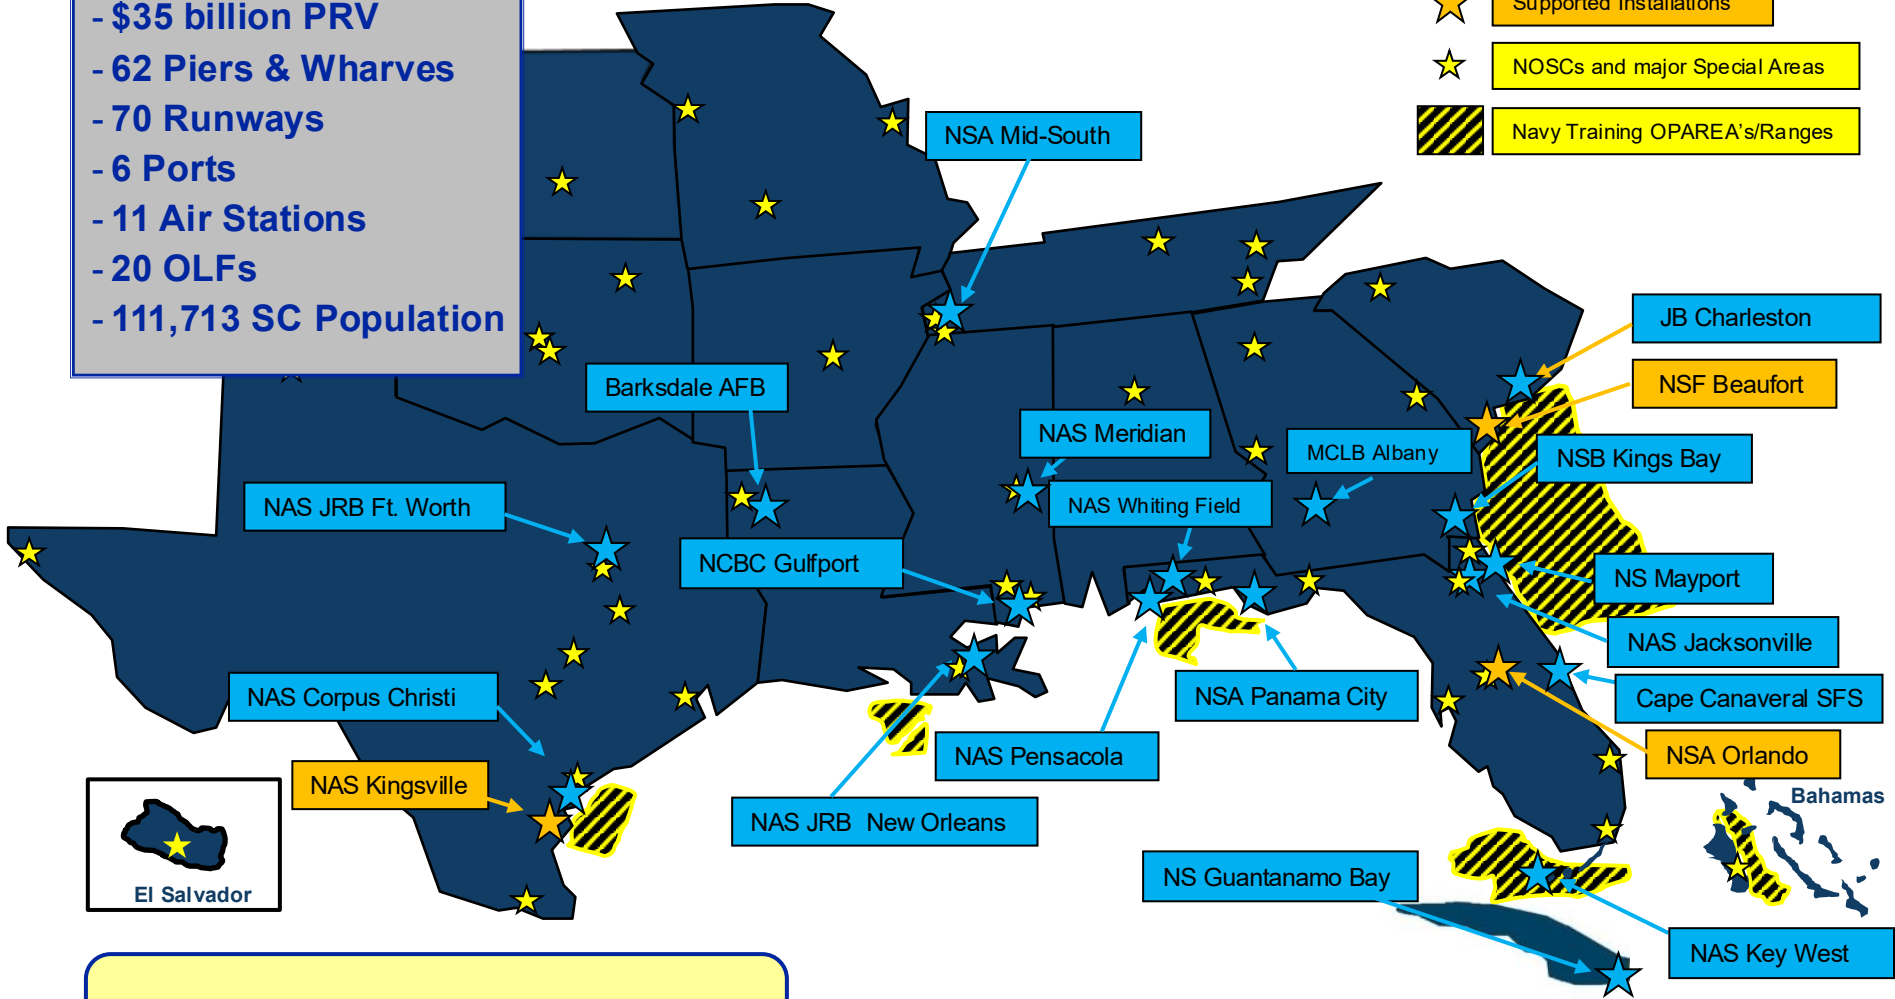 - $35 billion PRV
- 62 Piers & Wharves
- 70 Runways
- 6 Ports
- 11 Air Stations
- 20 OLFs
- 111,713 SC Population
Supported Installations
NOSCs and major Special Areas
Navy Training OPAREA's/Ranges
NSA Mid-South
JB Charleston
Barksdale AFB
NSF Beaufort
NAS Meridian
MCLB Albany
NSB Kings Bay
NAS JRB Ft. Worth
NAS Whiting Field
NCBC Gulfport
NS Mayport
NAS Jacksonville
NAS Corpus Christi
NSA Panama City
Cape Canaveral SFS
NAS Pensacola
NSA Orlando
NAS Kingsville
Bahamas
NAS JRB  New Orleans
NS Guantanamo Bay
El Salvador
NAS Key West